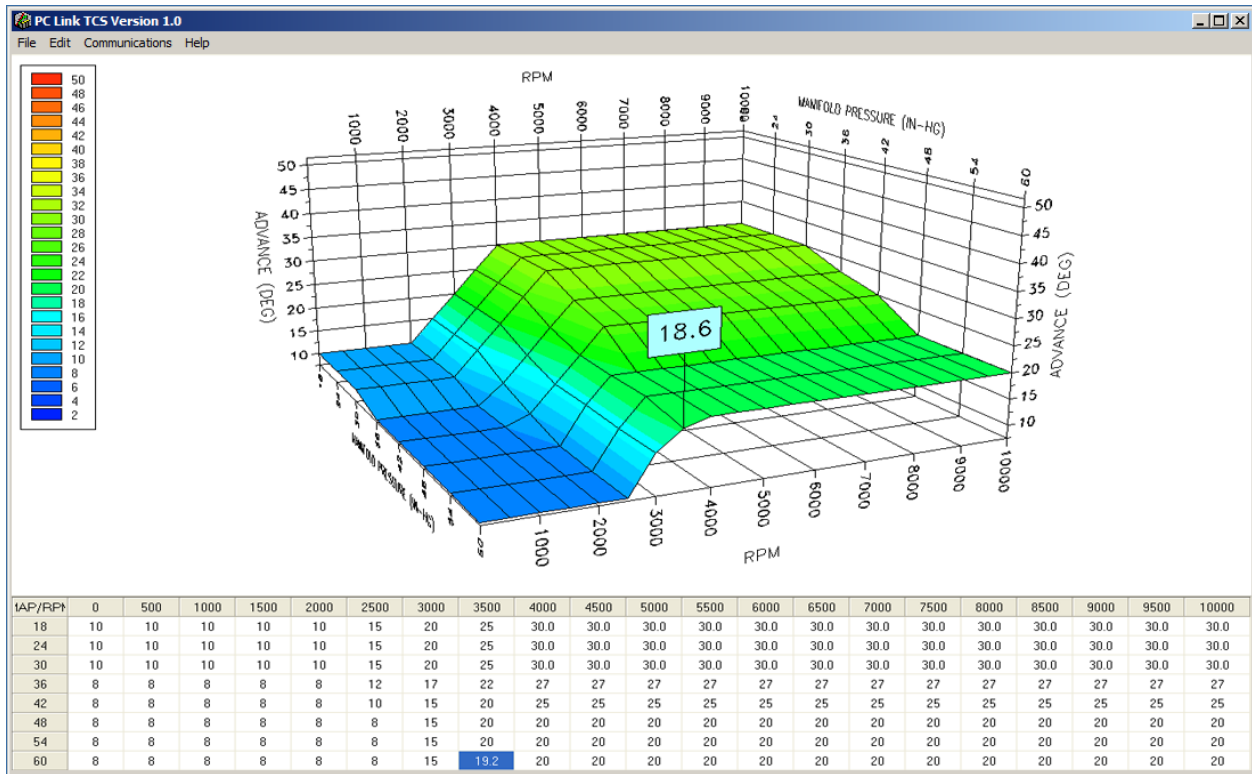 PC Link TCS Version 1.0
File Edit Communications Help
50
48
46
44
42
40
38
36
34
32
30
28
26
24
22
20
18
16
14
12
10
8
6
4
2
RPM
1000 2000 3000 4000 5000 6000 7000 8000 9000
MANIFOLD PRESSURE (IN-HG)
24 30 36 42 48 54 60
ADVANCE (DEG)
50
45
40
35
30
25
20
15
10
18.6
ADVANCE (DEG)
50
45
40
35
30
25
20
15
10
MANIFOLD PRESSURE (IN-HG)
1000 2000 3000 4000 5000 6000 7000 8000 9000 10000
RPM
0 500 1000 1500 2000 2500 3000 3500 4000 4500 5000 5500 6000 6500 7000 7500 8000 8500 9000 9500 10000
18 10 10 10 10 10 15 20 25 30.0 30.0 30.0 30.0 30.0 30.0 30.0 30.0 30.0 30.0 30.0 30.0 30.0
24 10 10 10 10 10 15 20 25 30.0 30.0 30.0 30.0 30.0 30.0 30.0 30.0 30.0 30.0 30.0 30.0 30.0
30 10 10 10 10 10 15 20 25 30.0 30.0 30.0 30.0 30.0 30.0 30.0 30.0 30.0 30.0 30.0 30.0 30.0
36 8 8 8 8 8 12 17 22 27 27 27 27 27 27 27 27 27 27 27 27 27
42 8 8 8 8 8 10 15 20 25 25 25 25 25 25 25 25 25 25 25 25 25
48 8 8 8 8 8 8 15 20 20 20 20 20 20 20 20 20 20 20 20 20 20
54 8 8 8 8 8 8 15 20 20 20 20 20 20 20 20 20 20 20 20 20 20
60 8 8 8 8 8 8 15 19.2 20 20 20 20 20 20 20 20 20 20 20 20 20